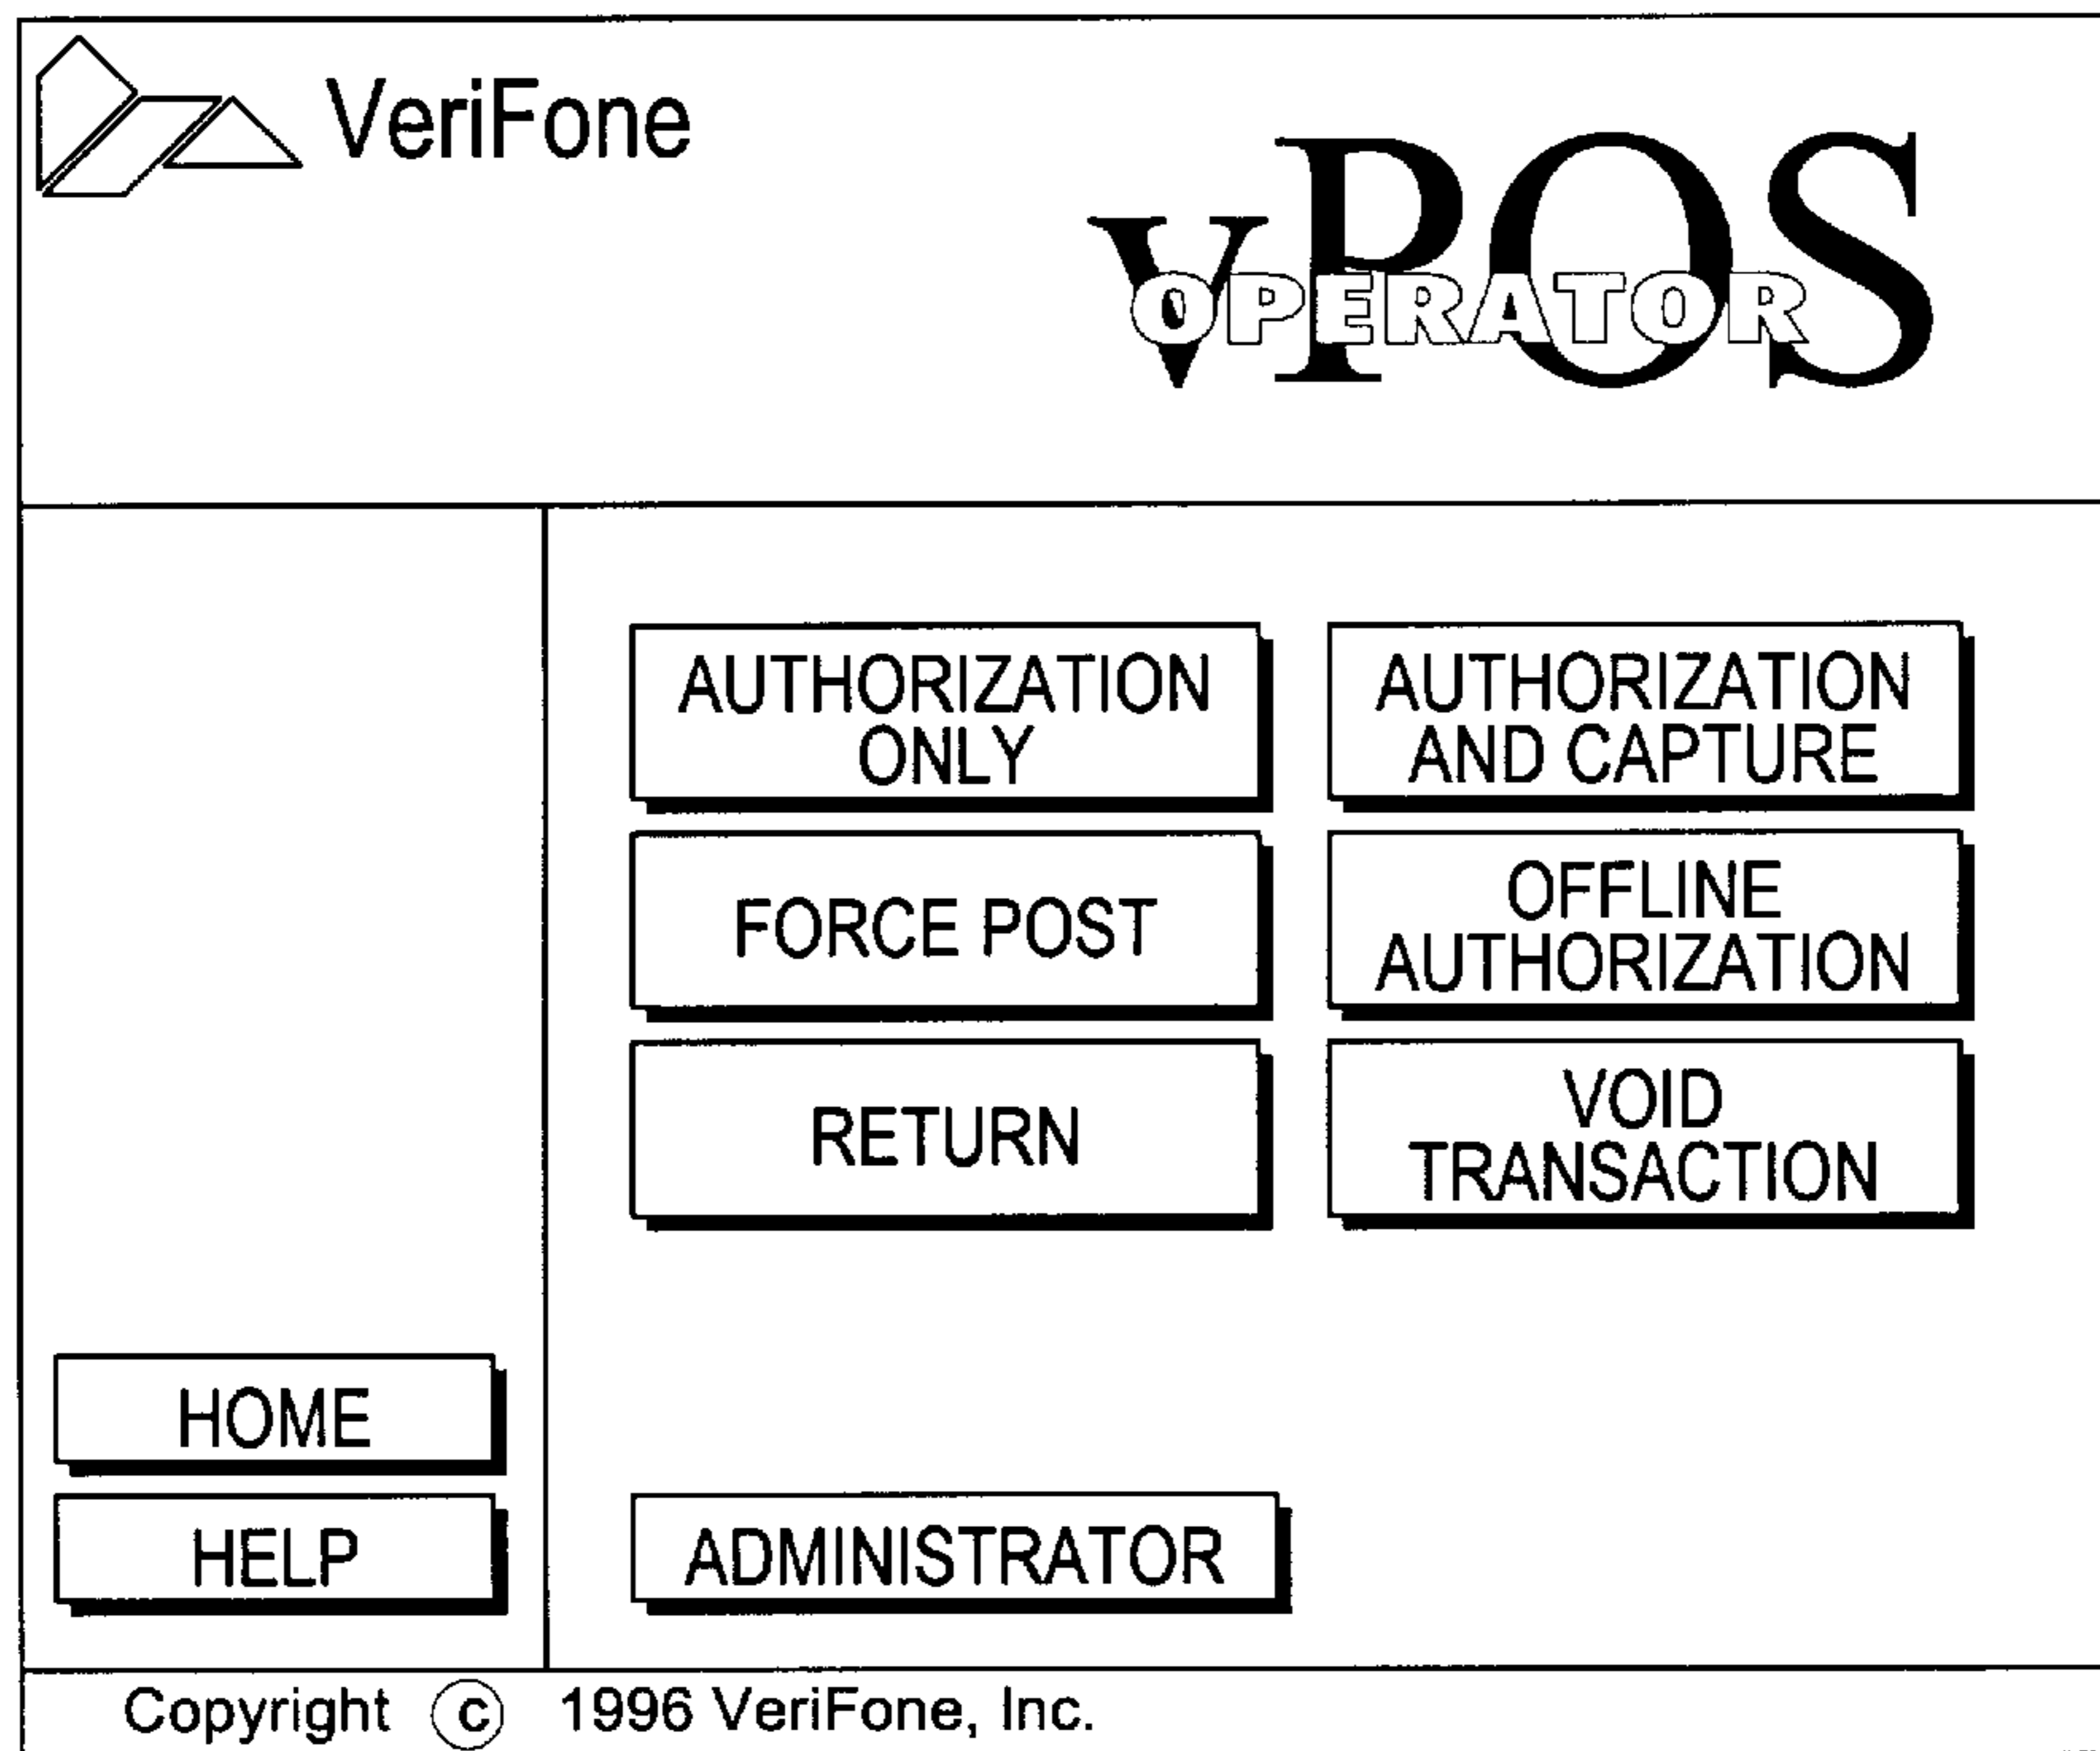 VeriFone
vPOS
OPERATOR
AUTHORIZATION
ONLY
AUTHORIZATION
AND CAPTURE
FORCE POST
OFFLINE
AUTHORIZATION
RETURN
VOID
TRANSACTION
HOME
HELP
ADMINISTRATOR
Copyright © 1996 VeriFone, Inc.